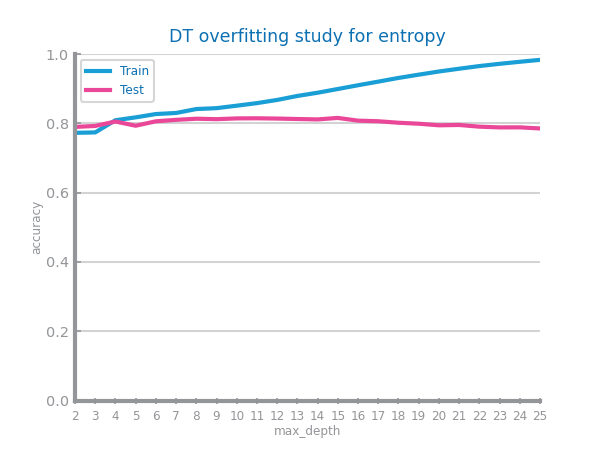 DT overfitting study for entropy
1.0
Train
Test
0.8
0.6
accuracy
0.4
0.2
0.0
2 3 4 5 6 7 8 9 10 11 12 13 14 15 16 17 18 19 20 21 22 23 24 25
max_depth